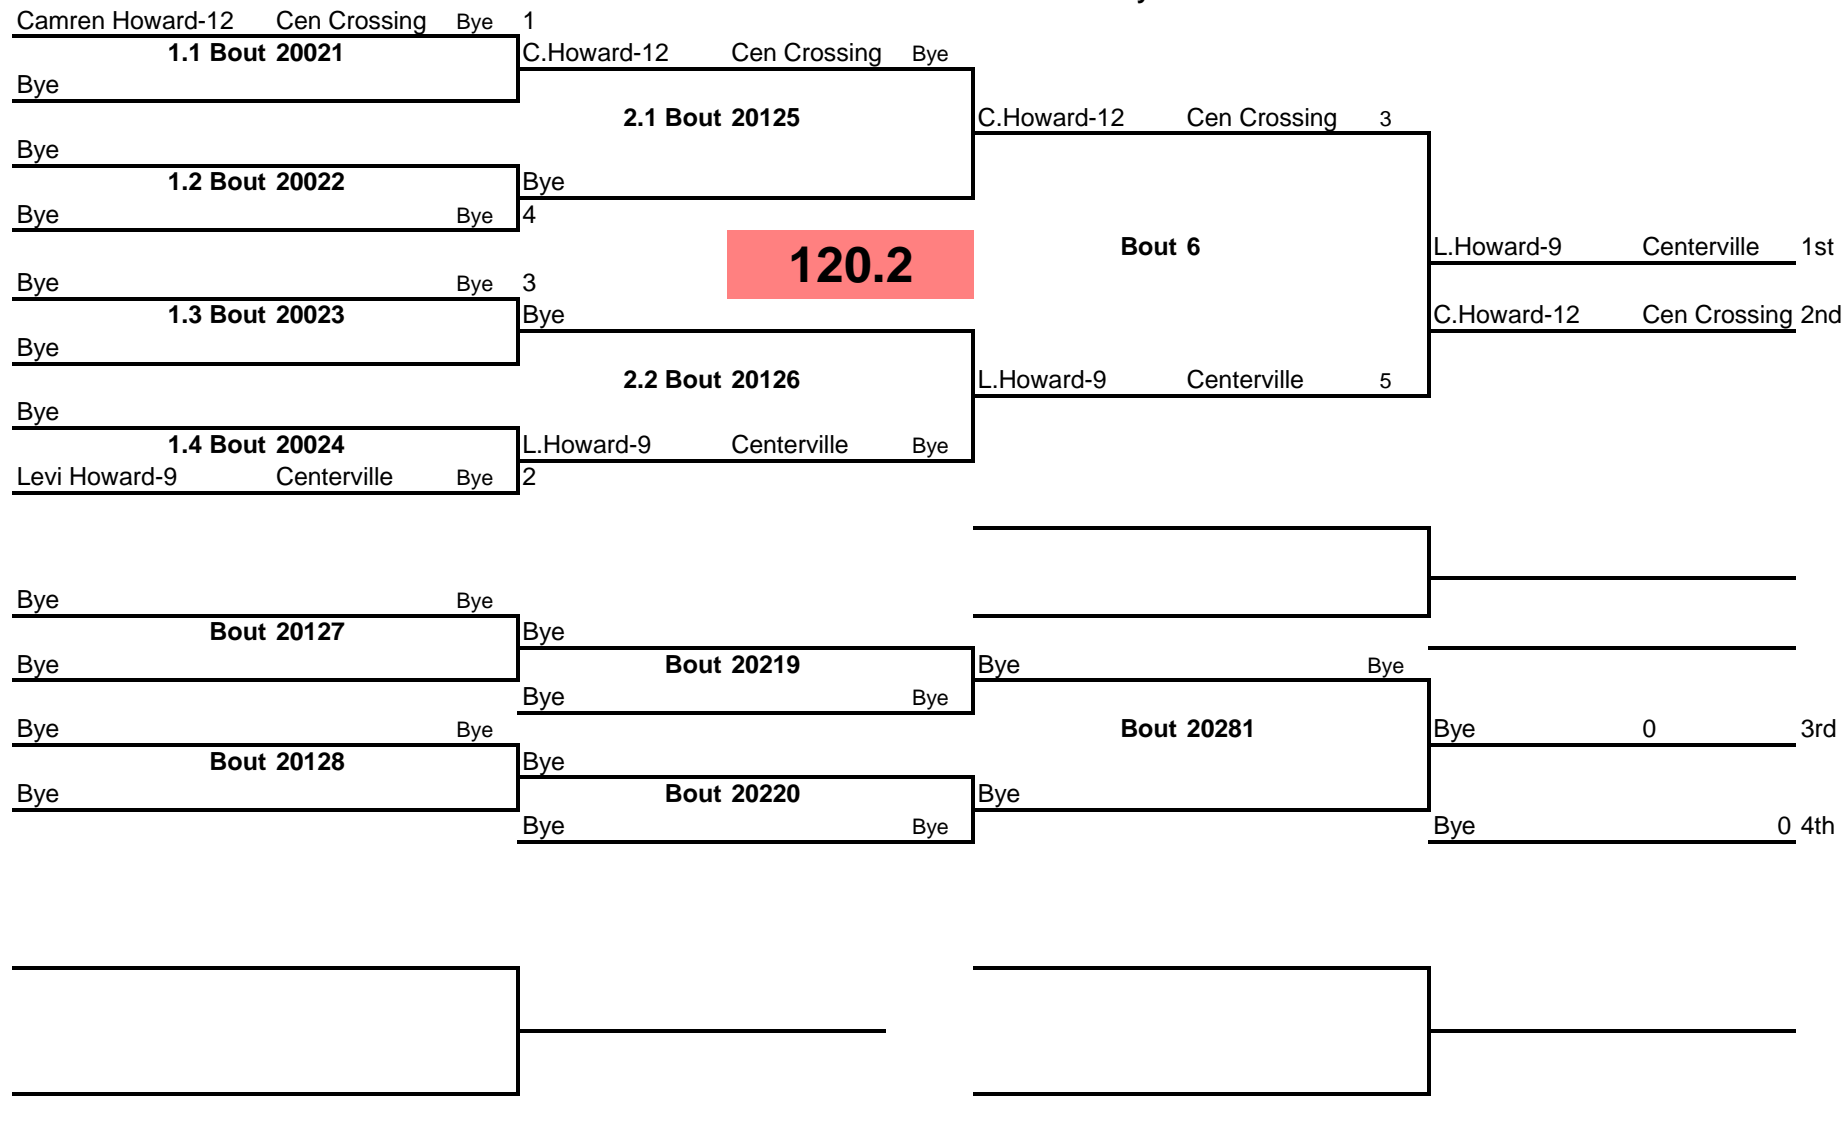 Camren Howard-12 Cen Crossing Bye 1
1.1 Bout 20021
C.Howard-12 Cen Crossing Bye
Bye
2.1 Bout 20125
C.Howard-12 Cen Crossing 3
Bye
1.2 Bout 20022
Bye
Bye Bye 4
120.2
Bout 6
L.Howard-9 Centerville 1st
Bye Bye 3
1.3 Bout 20023
Bye
C.Howard-12 Cen Crossing 2nd
Bye
2.2 Bout 20126
L.Howard-9 Centerville 5
Bye
1.4 Bout 20024
L.Howard-9 Centerville Bye
Levi Howard-9 Centerville Bye 2
Bye Bye
Bout 20127
Bye
Bye
Bout 20219
Bye Bye
Bye Bye
Bye Bye
Bout 20281
Bye 0 3rd
Bout 20128
Bye
Bye
Bout 20220
Bye
Bye Bye
Bye 0 4th